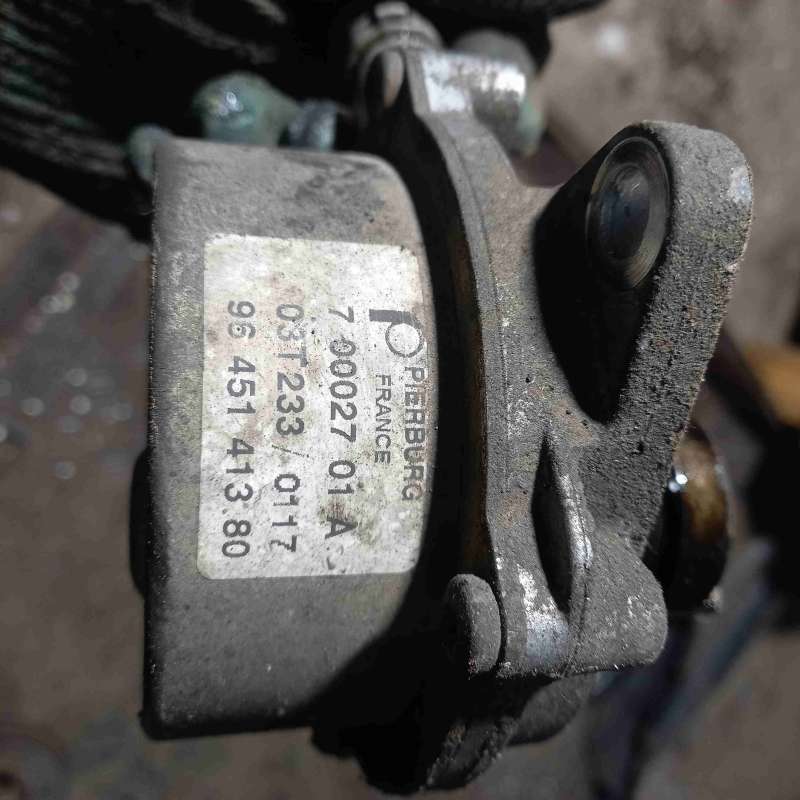 PIERBURG
FRANCE
7 00027 01 A
03T233/0117
96 451 413 80